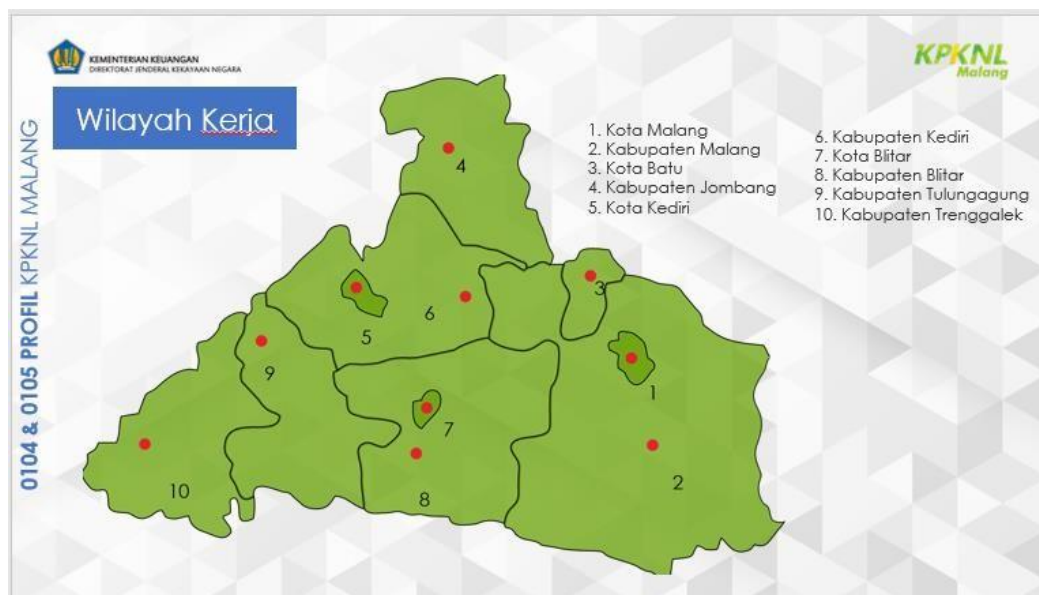 KEMENTERIAN KEUANGAN
DIREKTORAT JENDERAL KEKAYAAN NEGARA
KPKNL
Malang
Wilayah Kerja
0104 & 0105 PROFIL KPKNL MALANG
1. Kota Malang
2. Kabupaten Malang
3. Kota Batu
4. Kabupaten Jombang
5. Kota Kediri
6. Kabupaten Kediri
7. Kota Blitar
8. Kabupaten Blitar
9. Kabupaten Tulungagung
10. Kabupaten Trenggalek
4
3
6
5
9
1
7
2
10
8